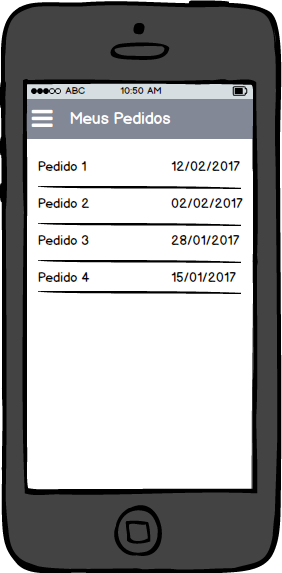 ABC 10:50 AM
Meus Pedidos
Pedido 1 12/02/2017
Pedido 2 02/02/2017
Pedido 3 28/01/2017
Pedido 4 15/01/2017